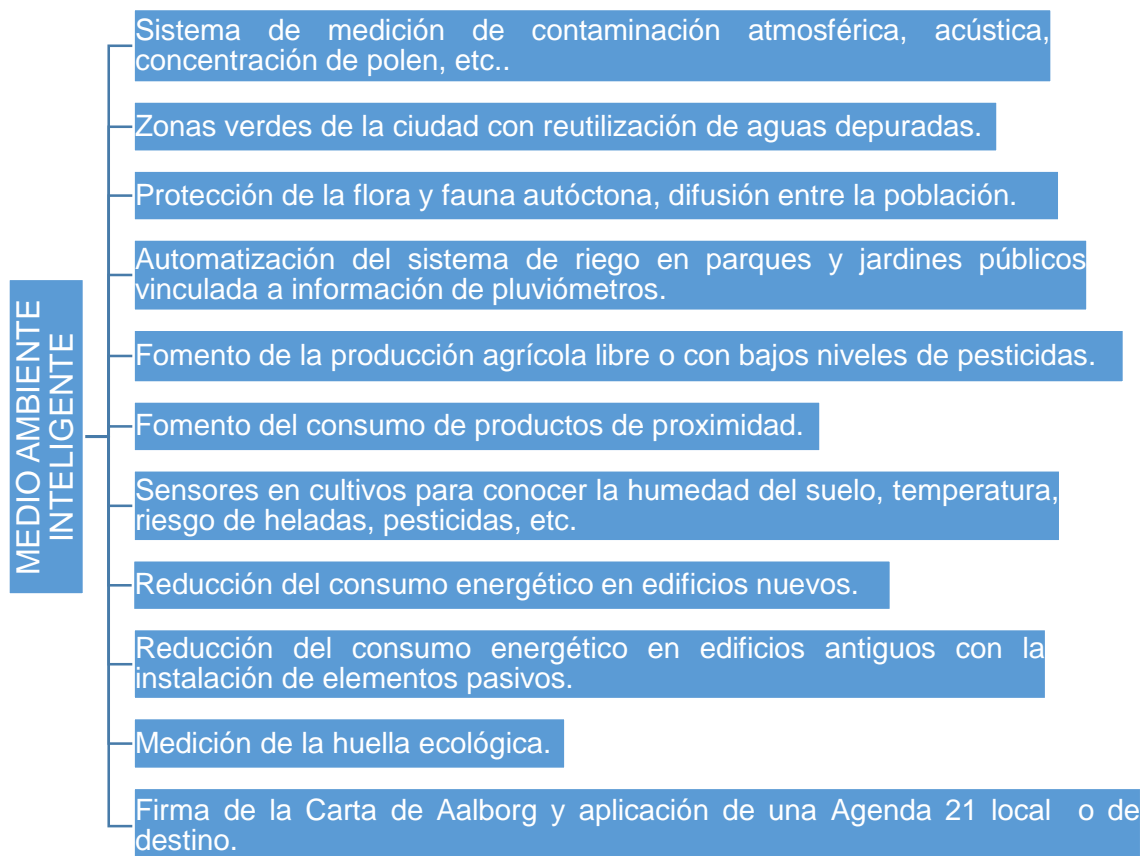 MEDIO AMBIENTE
INTELIGENTE
Sistema de medición de contaminación atmosférica, acústica,
concentración de polen, etc..
Zonas verdes de la ciudad con reutilización de aguas depuradas.
Protección de la flora y fauna autóctona, difusión entre la población.
Automatización del sistema de riego en parques y jardines públicos
vinculada a información de pluviómetros.
Fomento de la producción agrícola libre o con bajos niveles de pesticidas.
Fomento del consumo de productos de proximidad.
Sensores en cultivos para conocer la humedad del suelo, temperatura,
riesgo de heladas, pesticidas, etc.
Reducción del consumo energético en edificios nuevos.
Reducción del consumo energético en edificios antiguos con la
instalación de elementos pasivos.
Medición de la huella ecológica.
Firma de la Carta de Aalborg y aplicación de una Agenda 21 local o de
destino.